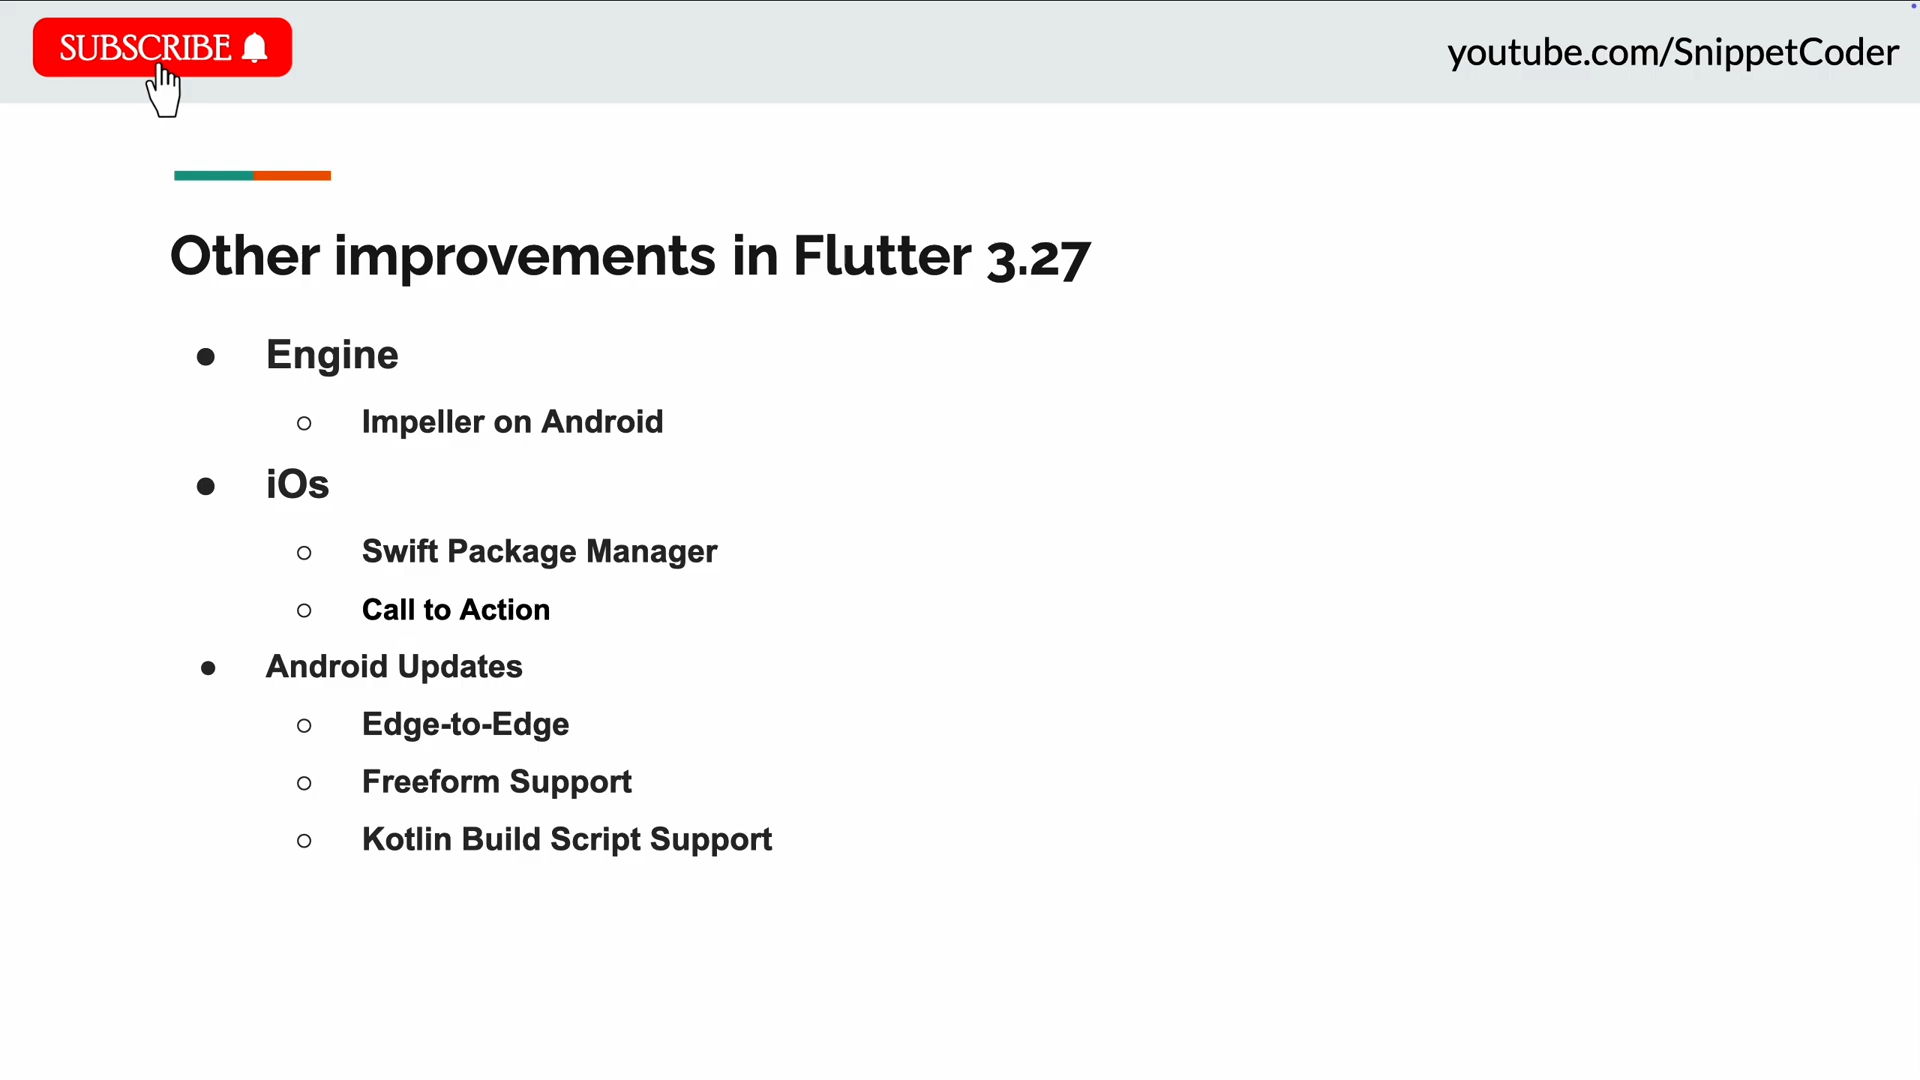 SUBSCRIBE
youtube.com/SnippetCoder
Other improvements in Flutter 3.27
● Engine
○ Impeller on Android
● iOs
○ Swift Package Manager
○ Call to Action
● Android Updates
○ Edge-to-Edge
○ Freeform Support
○ Kotlin Build Script Support